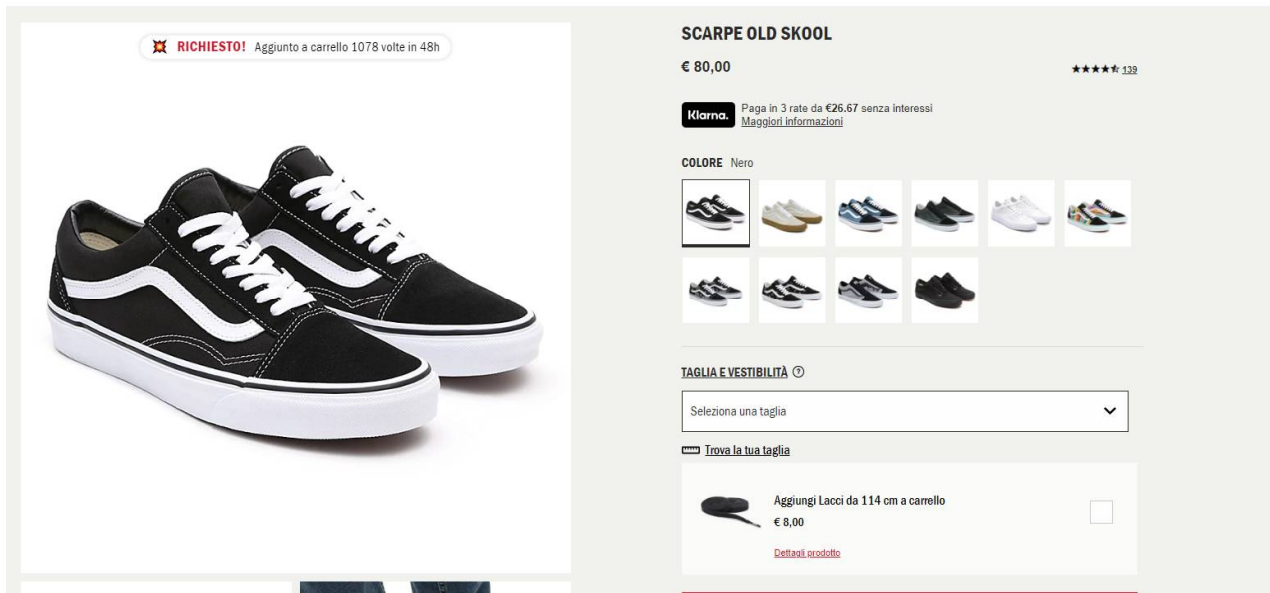 RICHIESTO! Aggiunto a carrello 1078 volte in 48h
SCARPE OLD SKOOL
€ 80,00
139
Klarna.
Paga in 3 rate da €26.67 senza interessi
Maggiori informazioni
COLORE Nero
TAGLIA E VESTIBILITÀ ?
Seleziona una taglia
Trova la tua taglia
Aggiungi Lacci da 114 cm a carrello
€ 8,00
Dettagli prodotto